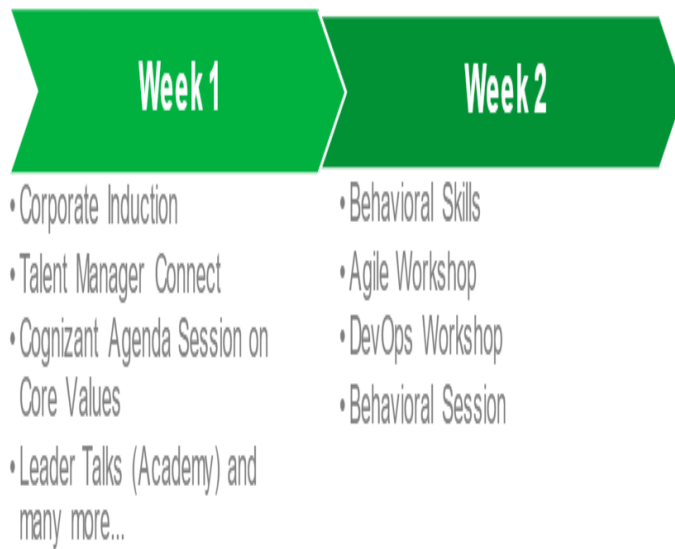 Week 1
• Corporate Induction
• Talent Manager Connect
• Cognizant Agenda Session on
Core Values
• Leader Talks (Academy) and
many more...
Week 2
• Behavioral Skills
• Agile Workshop
• DevOps Workshop
• Behavioral Session